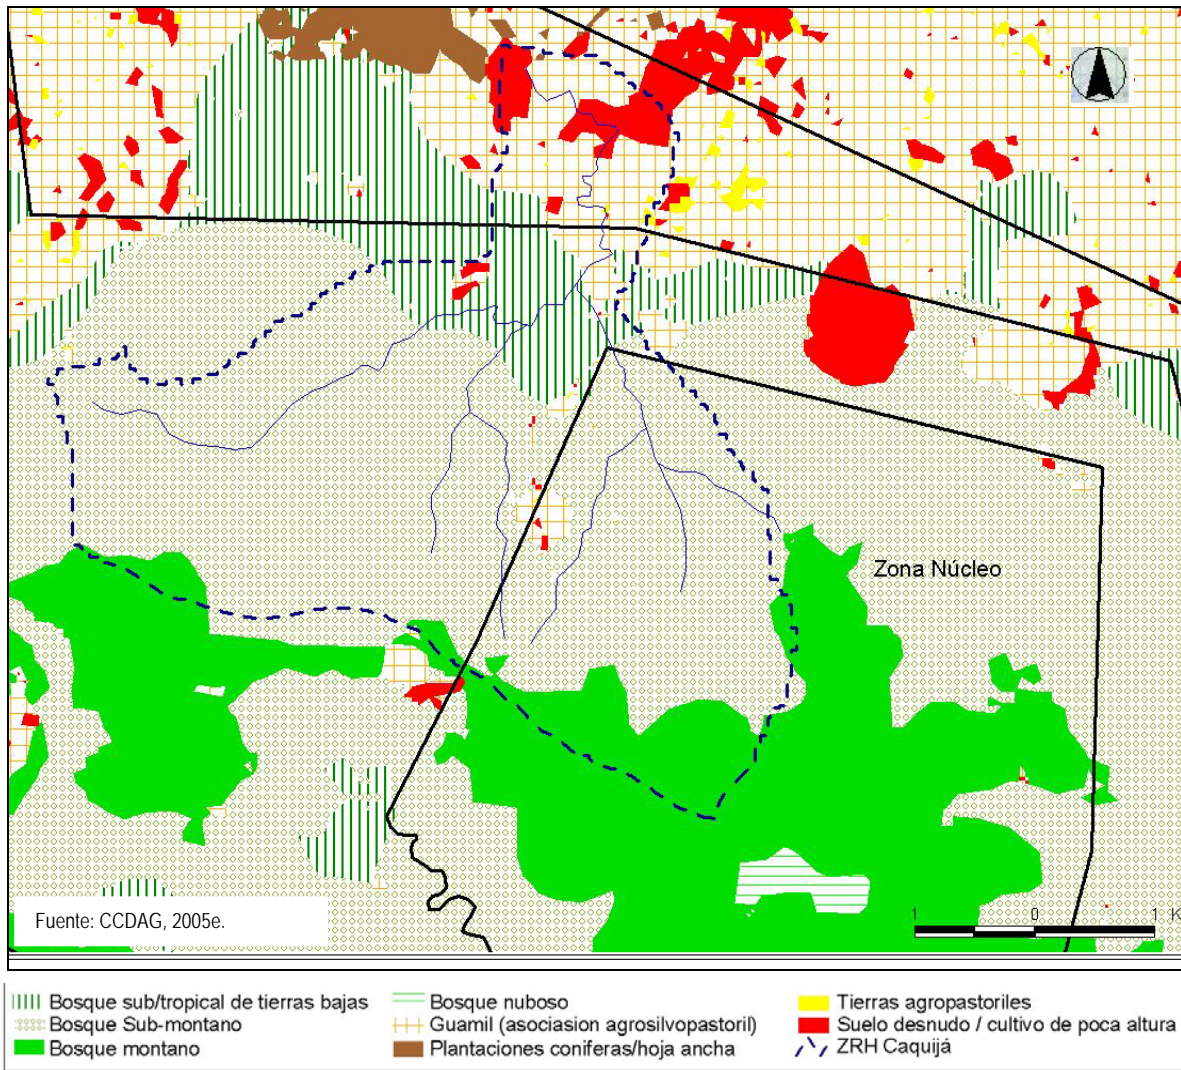 Zona Núcleo
Fuente: CCDAG, 2005e.
1 0 1 K
Bosque sub/tropical de tierras bajas
Bosque Sub-montano
Bosque montano
Bosque nuboso
Guamil (asociasion agrosilvopastoril)
Plantaciones coniferas/hoja ancha
Tierras agropastoriles
Suelo desnudo / cultivo de poca altura
ZRH Caquijá